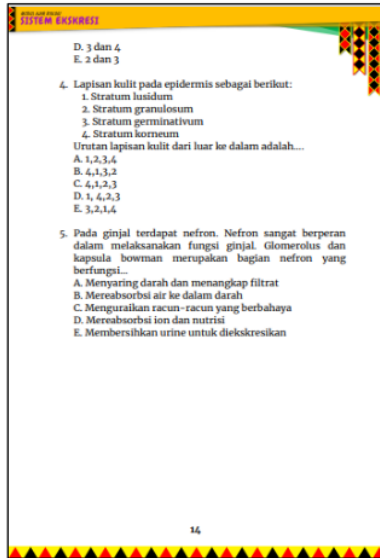 SISTEM EKSKRESI
D. 3 dan 4
E. 2 dan 3
4. Lapisan kulit pada epidermis sebagai berikut:
1. Stratum lusidum
2. Stratum granulosum
3. Stratum germinativum
4. Stratum korneum
Urutan lapisan kulit dari luar ke dalam adalah....
A. 1,2,3,4
B. 4,1,3,2
C. 4,1,2,3
D. 1, 4,2,3
E. 3,2,1,4
5. Pada ginjal terdapat nefron. Nefron sangat berperan
dalam melaksanakan fungsi ginjal. Glomerolus dan
kapsula bowman merupakan bagian nefron yang
berfungsi...
A. Menyaring darah dan menangkap filtrat
B. Mereabsorbsi air ke dalam darah
C. Menguraikan racun-racun yang berbahaya
D. Mereabsorbsi ion dan nutrisi
E. Membersihkan urine untuk diekskresikan
14